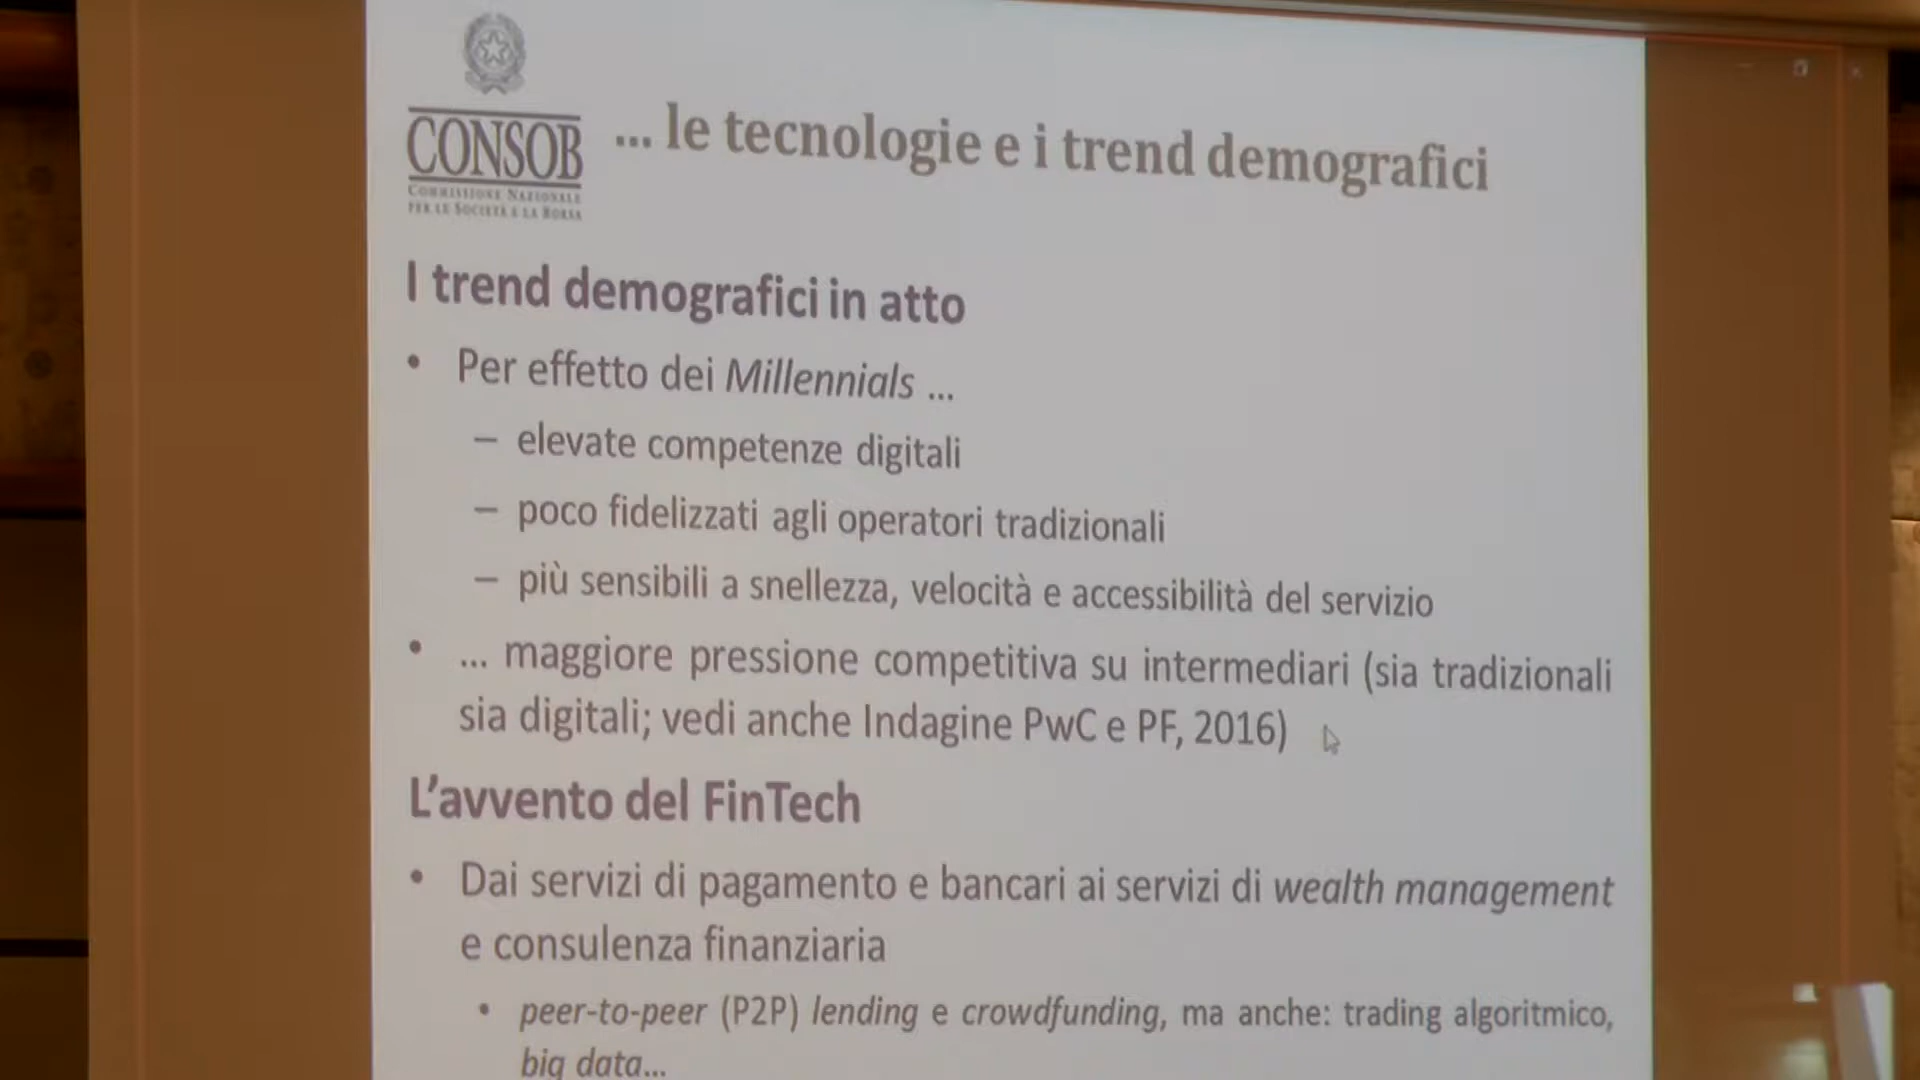 CONSOB
COMMISSIONE NAZIONALE
PER LE SOCIETÀ E LA BORSA
... le tecnologie e i trend demografici
I trend demografici in atto
• Per effetto dei Millennials ...
– elevate competenze digitali
– poco fidelizzati agli operatori tradizionali
– più sensibili a snellezza, velocità e accessibilità del servizio
• ... maggiore pressione competitiva su intermediari (sia tradizionali
sia digitali; vedi anche Indagine PwC e PF, 2016)
L’avvento del FinTech
• Dai servizi di pagamento e bancari ai servizi di wealth management
e consulenza finanziaria
• peer-to-peer (P2P) lending e crowdfunding, ma anche: trading algoritmico,
big data...